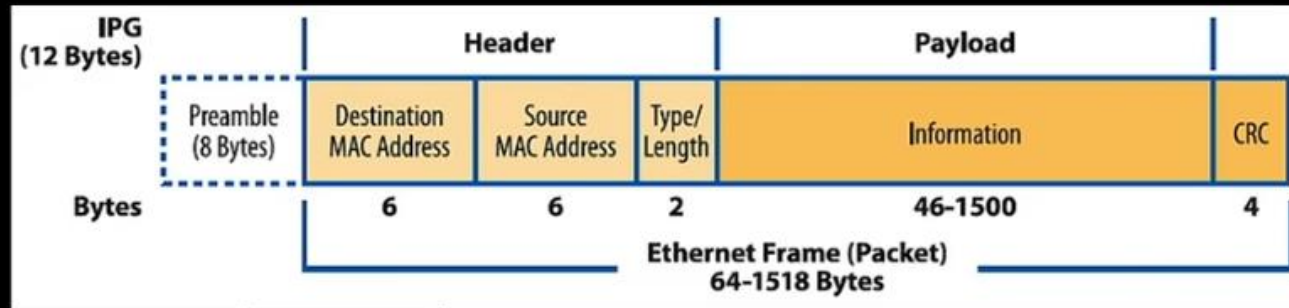 IPG
(12 Bytes)
Header
Payload
Preamble
(8 Bytes)
Destination
MAC Address
Source
MAC Address
Type/
Length
Information
CRC
Bytes
6
6
2
46-1500
4
Ethernet Frame (Packet)
64-1518 Bytes